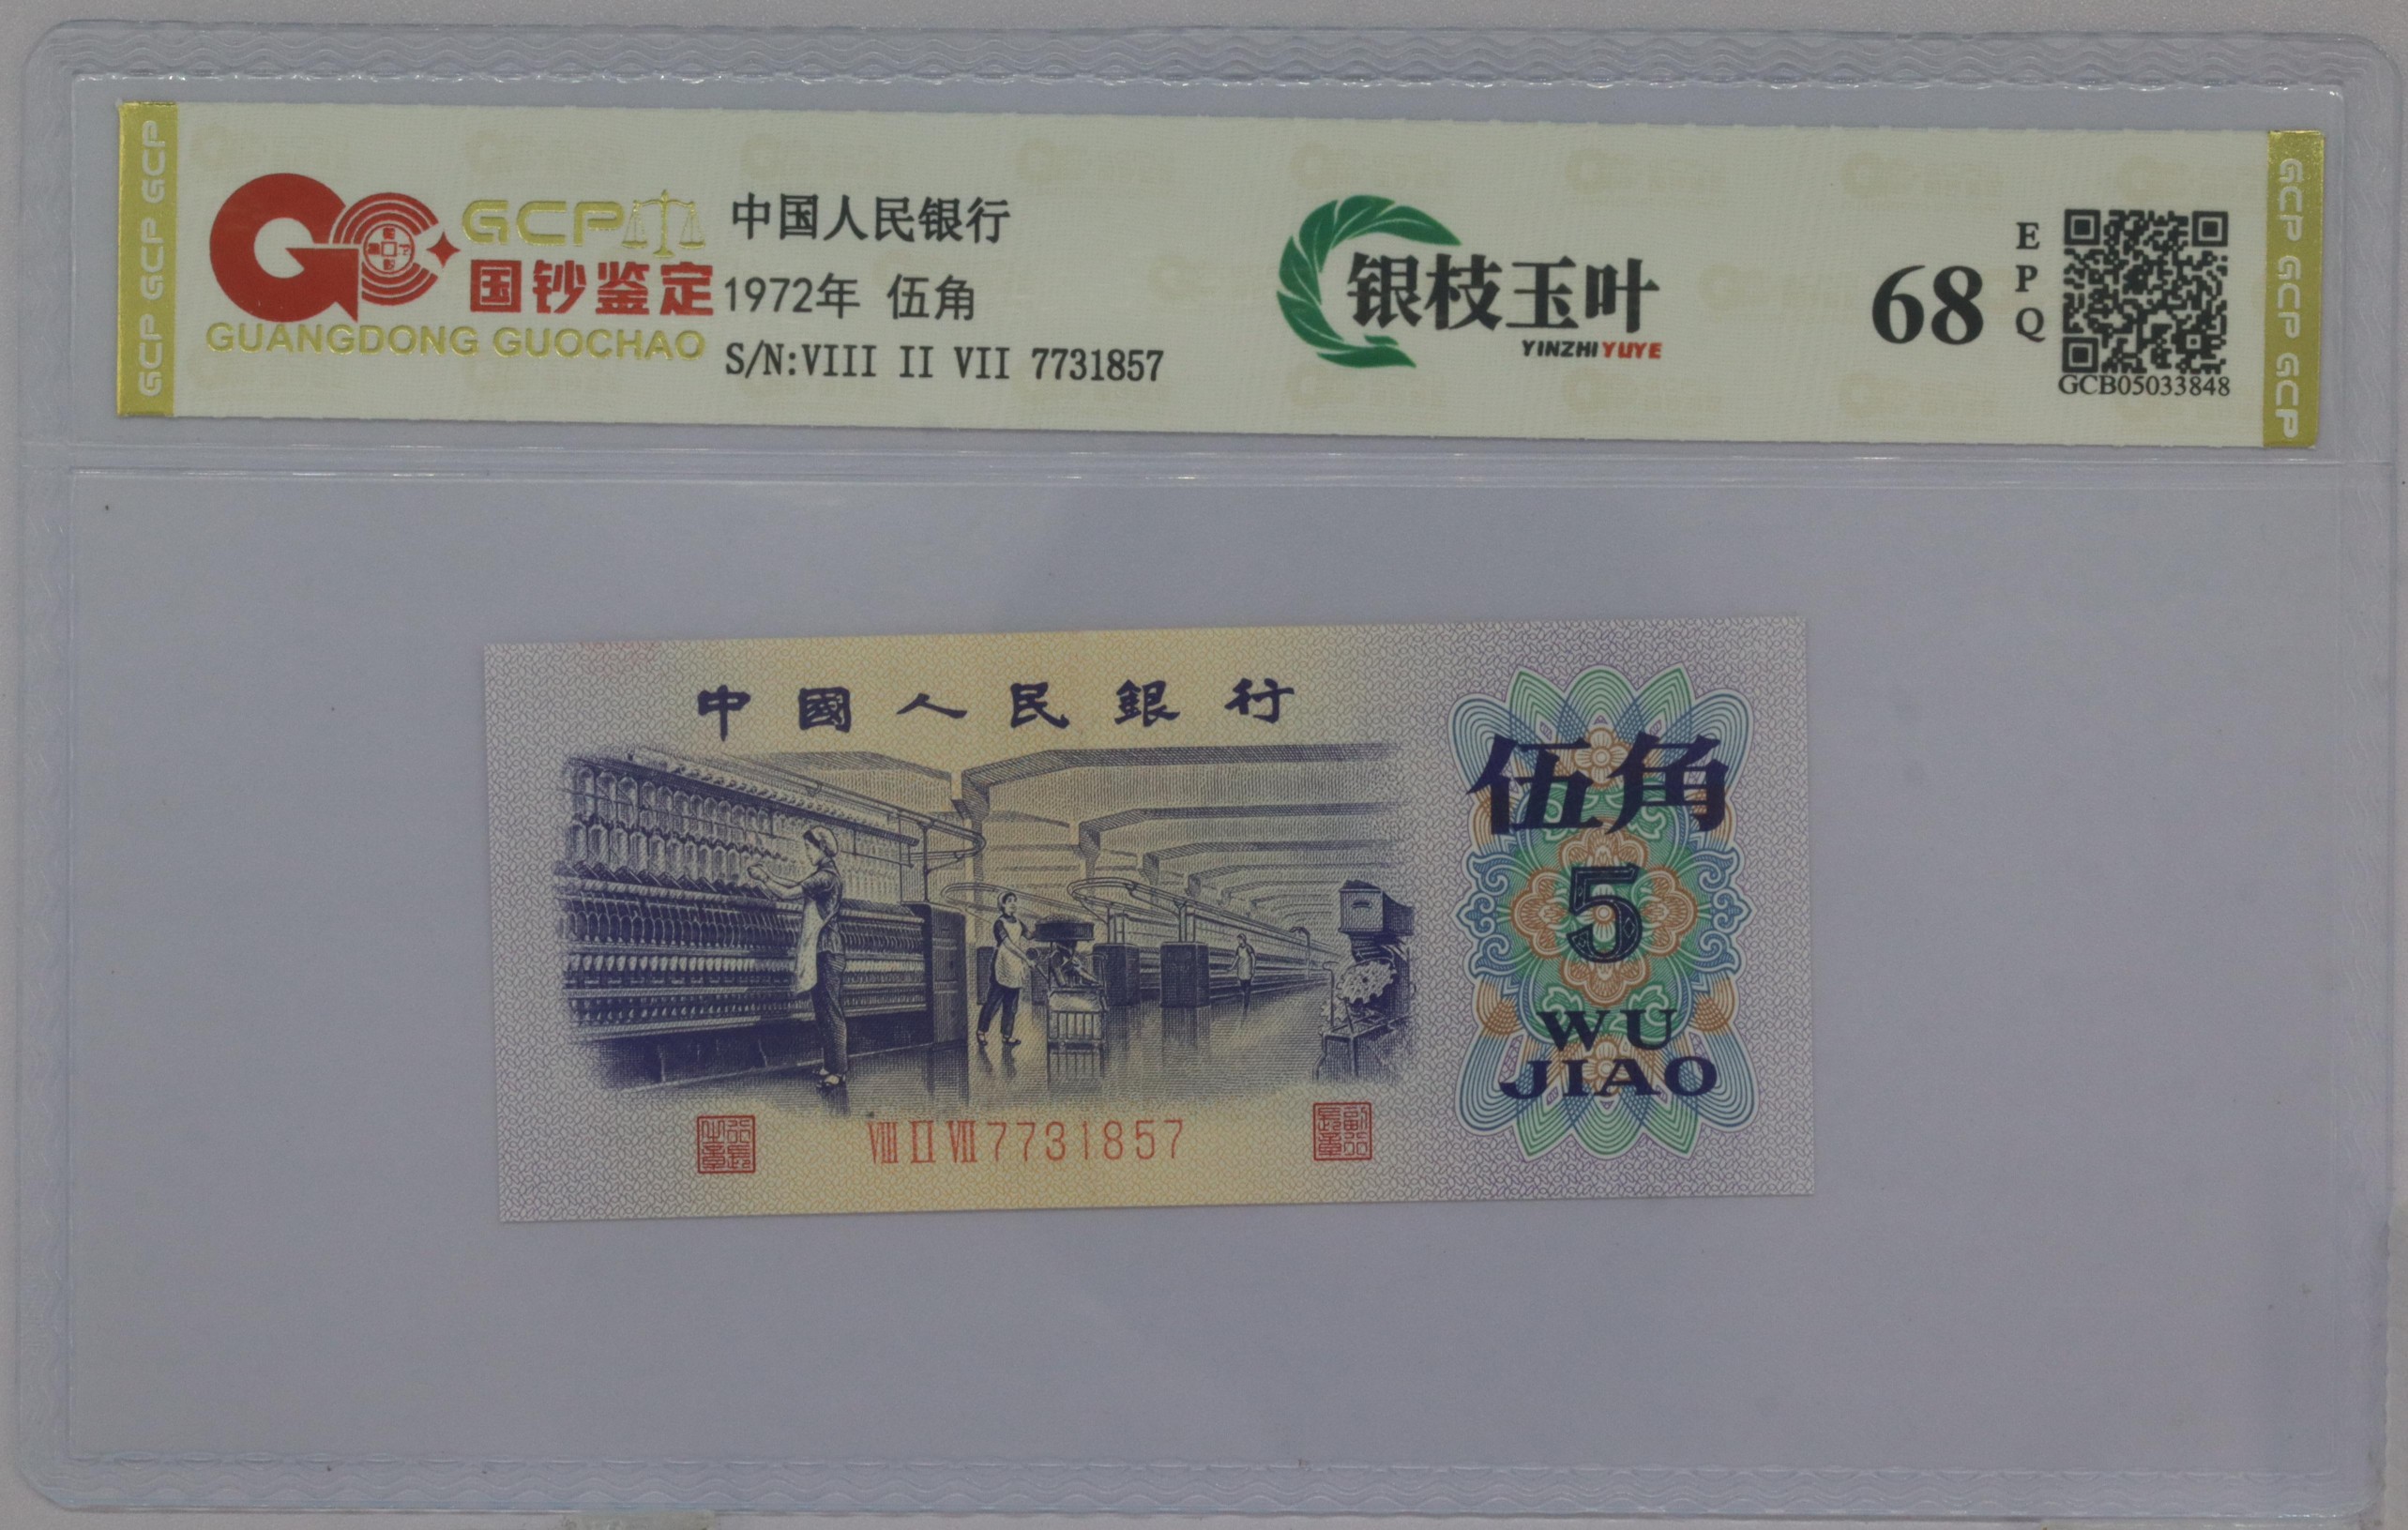 GCP GCP GCP
GCP
国钞鉴定
GUANGDONG GUOCHAO
中国人民银行
1972年 伍角
S/N:VIII II VII 7731857
银枝玉叶
YINZHIYUYE
68
EPQ
GCB05033848
GCP GCP GCP
中國人民銀行
伍角
5
WU
JIAO
VIII II VII 7731857